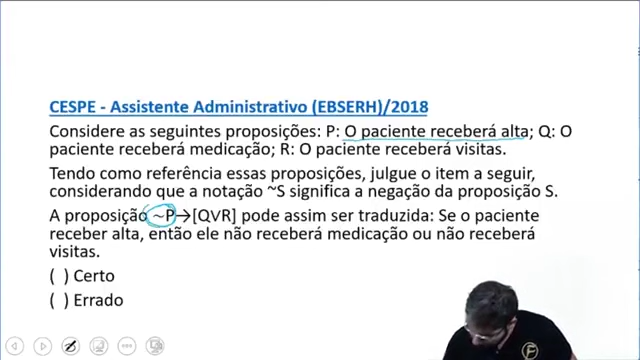 CESPE - Assistente Administrativo (EBSERH)/2018
Considere as seguintes proposições: P: O paciente receberá alta; Q: O
paciente receberá medicação; R: O paciente receberá visitas.
Tendo como referência essas proposições, julgue o item a seguir,
considerando que a notação ~S significa a negação da proposição S.
A proposição ~P→[Q∨R] pode assim ser traduzida: Se o paciente
receber alta, então ele não receberá medicação ou não receberá
visitas.
( ) Certo
( ) Errado